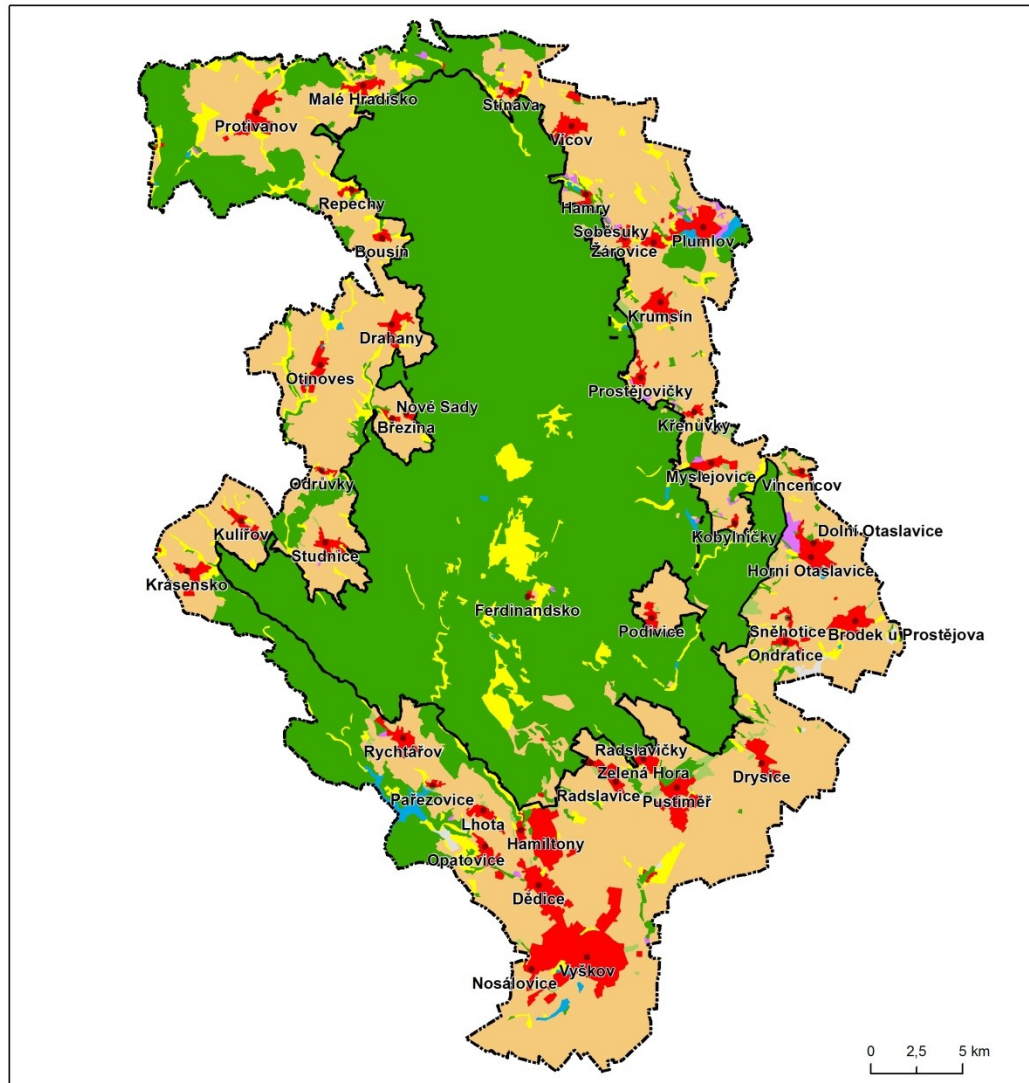 Malé Hradisko
Stínava
Protivanov
Vícov
Repechy
Hamry
Soběsuky
Plumlov
Bousín
Žárovice
Krumsín
Drahany
Otinoves
Prostějovičky
Nové Sady
Březina
Křenůvky
Myslejovice
Odrůvky
Vincencov
Kulířov
Kobylničky
Dolní Otaslavice
Studnice
Horní Otaslavice
Krásensko
Ferdinandsko
Podivice
Sněhotice
Brodek u Prostějova
Ondratice
Rychtářov
Radslavičky
Zelená Hora
Drysice
Radslavice
Pustiměř
Pařezovice
Lhota
Hamiltony
Opatovice
Dědice
Vyškov
Nosálovice
0 2,5 5 km